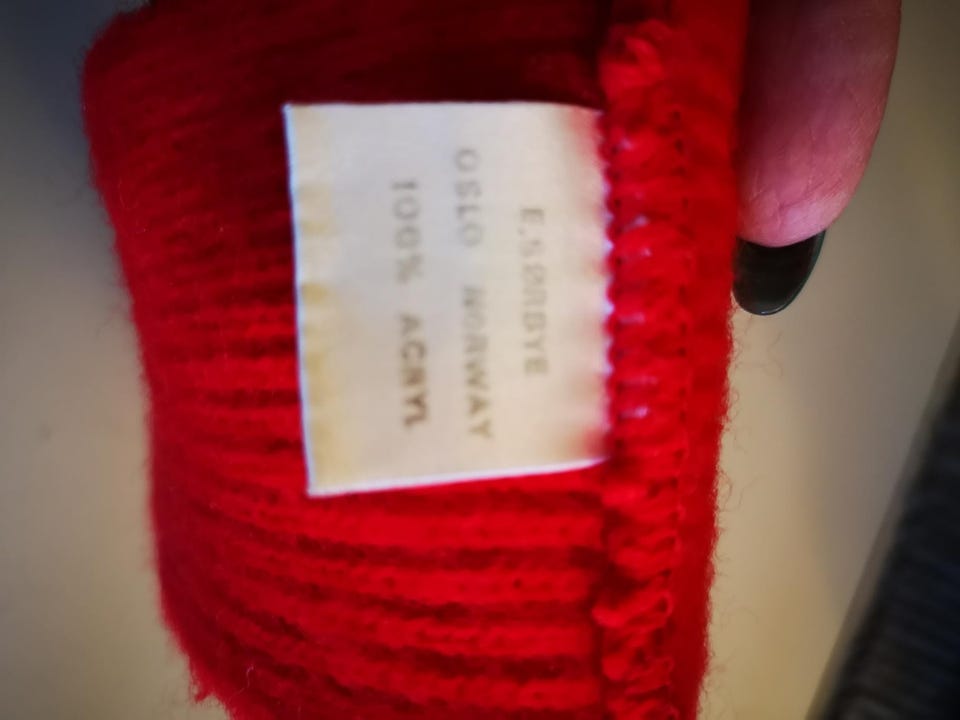 E.SØRBYE
OSLO NORWAY
100% ACRYL